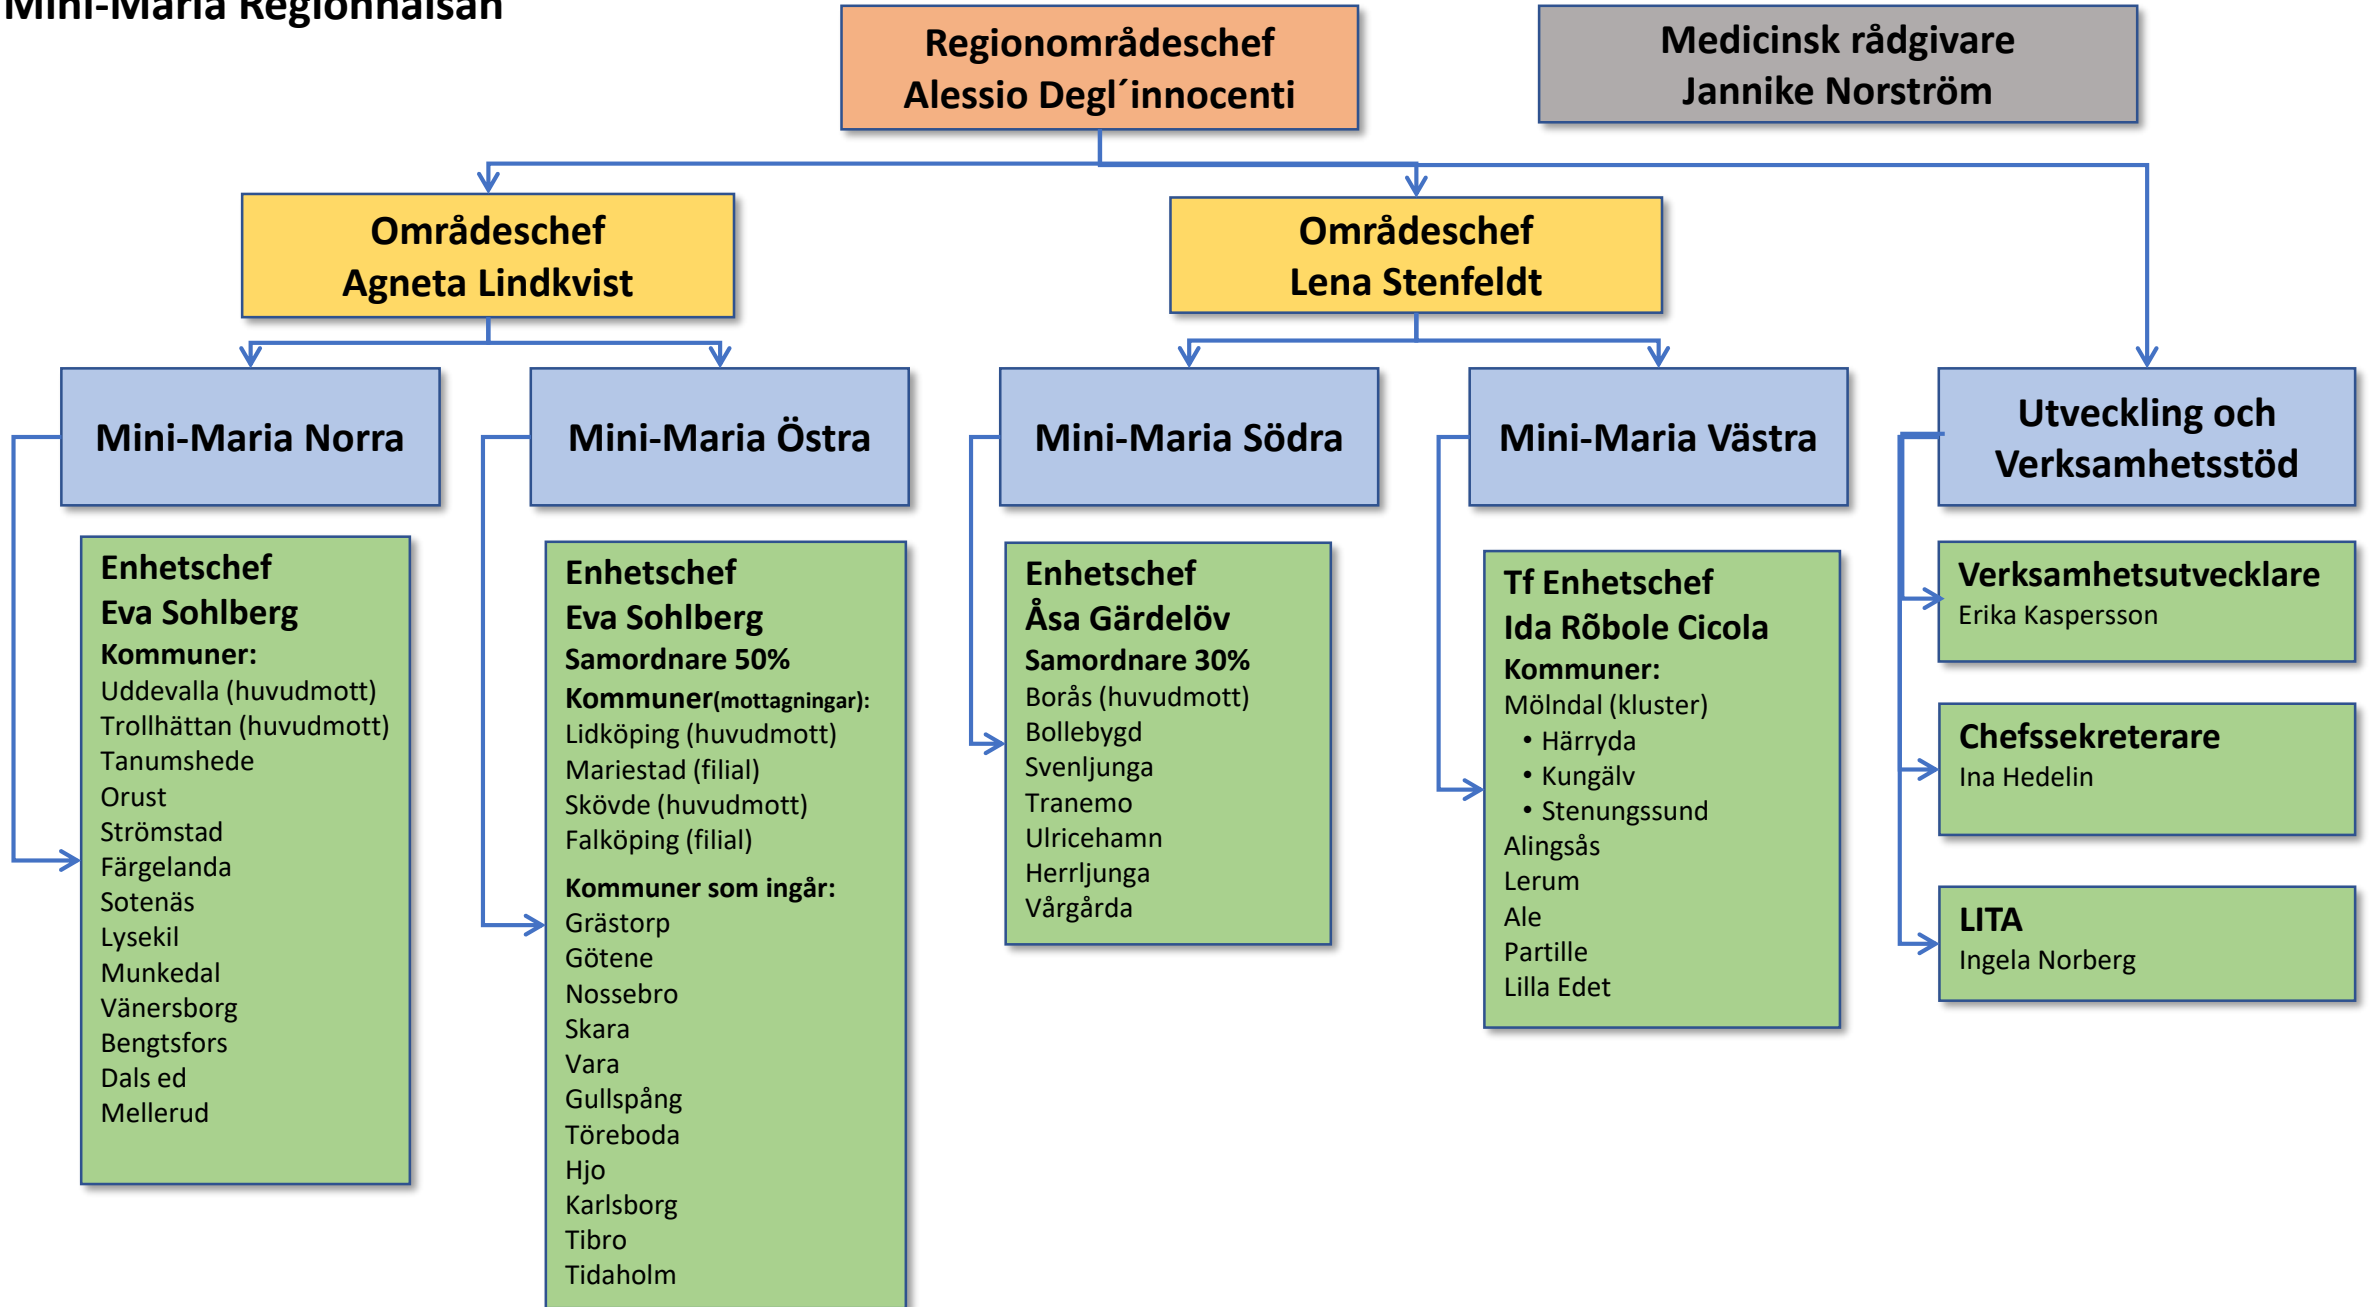 Mini-Maria Regionhälsan
Regionområdeschef
Alessio Degl´innocenti
Medicinsk rådgivare
Jannike Norström
Områdeschef
Agneta Lindkvist
Områdeschef
Lena Stenfeldt
Mini-Maria Norra
Mini-Maria Östra
Mini-Maria Södra
Mini-Maria Västra
Utveckling och
Verksamhetsstöd
Enhetschef
Eva Sohlberg
Kommuner:
Uddevalla (huvudmott)
Trollhättan (huvudmott)
Tanumshede
Orust
Strömstad
Färgelanda
Sotenäs
Lysekil
Munkedal
Vänersborg
Bengtsfors
Dals ed
Mellerud
Enhetschef
Eva Sohlberg
Samordnare 50%
Kommuner(mottagningar):
Lidköping (huvudmott)
Mariestad (filial)
Skövde (huvudmott)
Falköping (filial)
Kommuner som ingår:
Grästorp
Götene
Nossebro
Skara
Vara
Gullspång
Töreboda
Hjo
Karlsborg
Tibro
Tidaholm
Enhetschef
Åsa Gärdelöv
Samordnare 30%
Borås (huvudmott)
Bollebygd
Svenljunga
Tranemo
Ulricehamn
Herrljunga
Vårgårda
Tf Enhetschef
Ida Rõbole Cicola
Kommuner:
Mölndal (kluster)
• Härryda
• Kungälv
• Stenungssund
Alingsås
Lerum
Ale
Partille
Lilla Edet
Verksamhetsutvecklare
Erika Kaspersson
Chefssekreterare
Ina Hedelin
LITA
Ingela Norberg